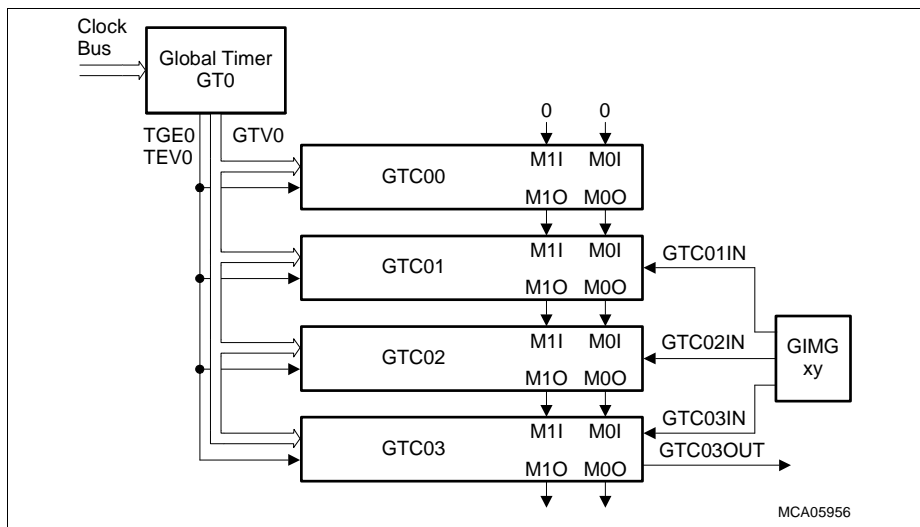 Clock
Bus
Global Timer
GT0
TGE0
TEV0
GTV0
0 0
M1I M0I
GTC00
M1O M0O
M1I M0I
GTC01
M1O M0O
GTC01IN
M1I M0I
GTC02
M1O M0O
GTC02IN
GIMG
xy
M1I M0I
GTC03
M1O M0O
GTC03IN
GTC03OUT
MCA05956